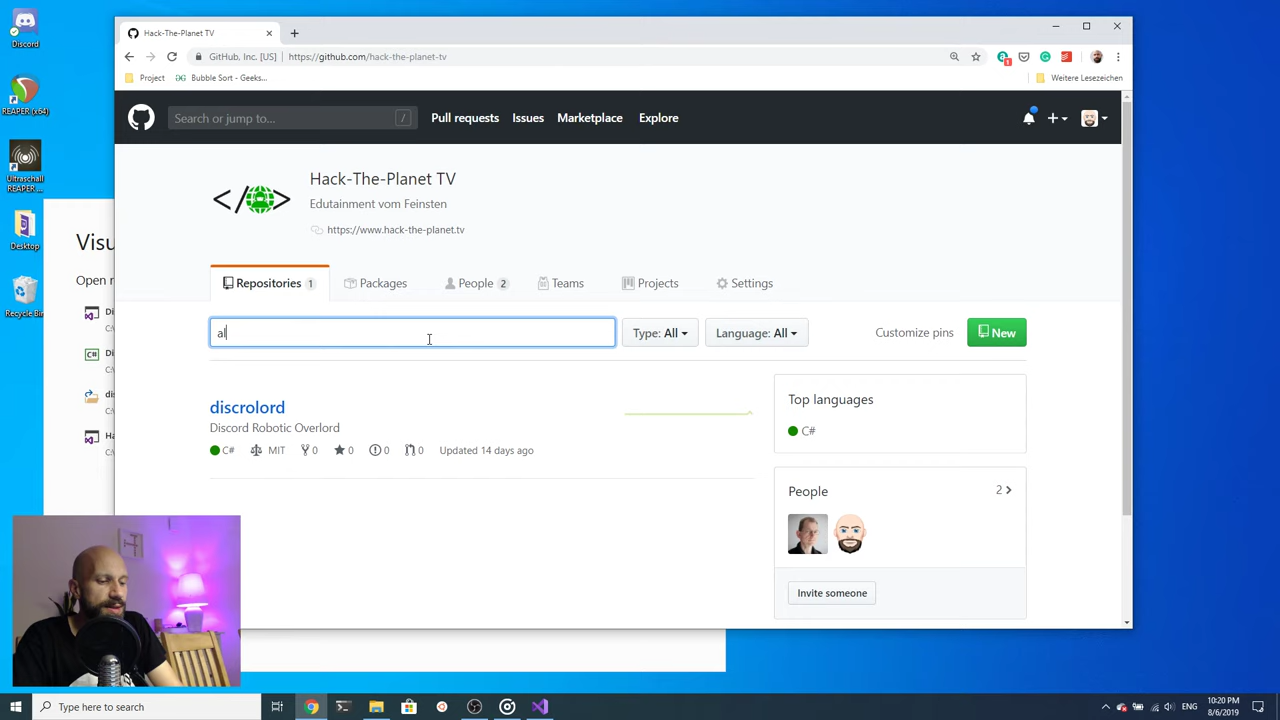 Discord
REAPER (x64)
Ultraschall
REAPER ...
Desktop
Recycle Bin
Visu
Open r
Di
C:\
Di
C:\
dis
C:\
Ha
C:\
Hack-The-Planet TV
GitHub, Inc. [US] https://github.com/hack-the-planet-tv
Project
Bubble Sort - Geeks...
Weitere Lesezeichen
Search or jump to...
/
Pull requests
Issues
Marketplace
Explore
</ >
Hack-The-Planet TV
Edutainment vom Feinsten
https://www.hack-the-planet.tv
Repositories 1
Packages
People 2
Teams
Projects
Settings
al
Type: All
Language: All
Customize pins
New
discrolord
Discord Robotic Overlord
C# MIT 0 0 0 0 Updated 14 days ago
Top languages
C#
People
2
Invite someone
Type here to search
ENG
10:20 PM
8/6/2019